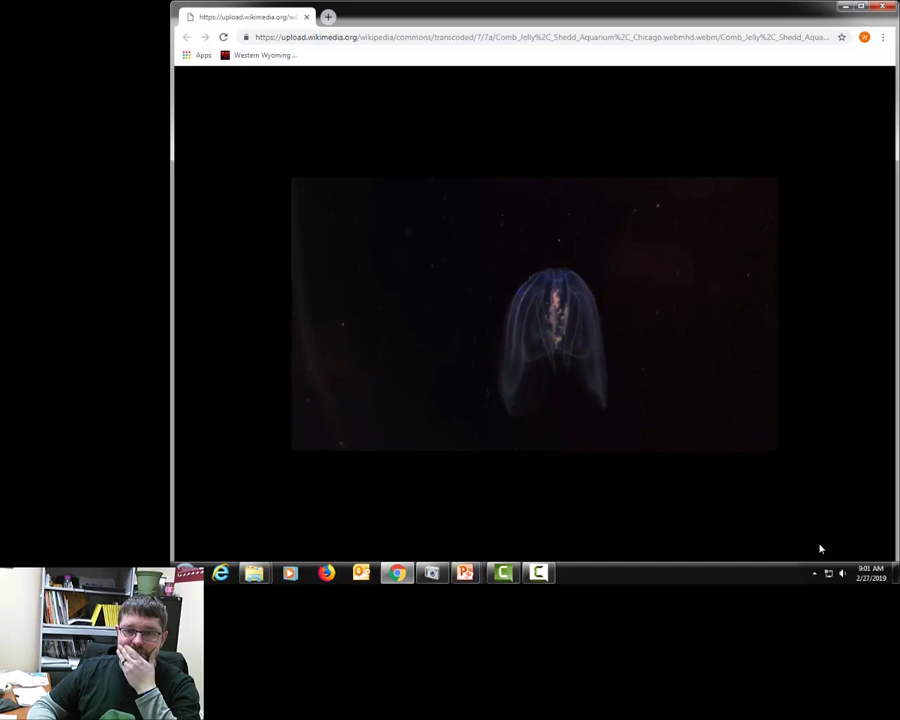 https://upload.wikimedia.org/wi
https://upload.wikimedia.org/wikipedia/commons/transcoded/7/7a/Comb_Jelly%2C_Shedd_Aquarium%2C_Chicago.webmhd.webm/Comb_Jelly%2C_Shedd_Aqua...
W
Apps
Western Wyoming ...
9:01 AM
2/27/2019